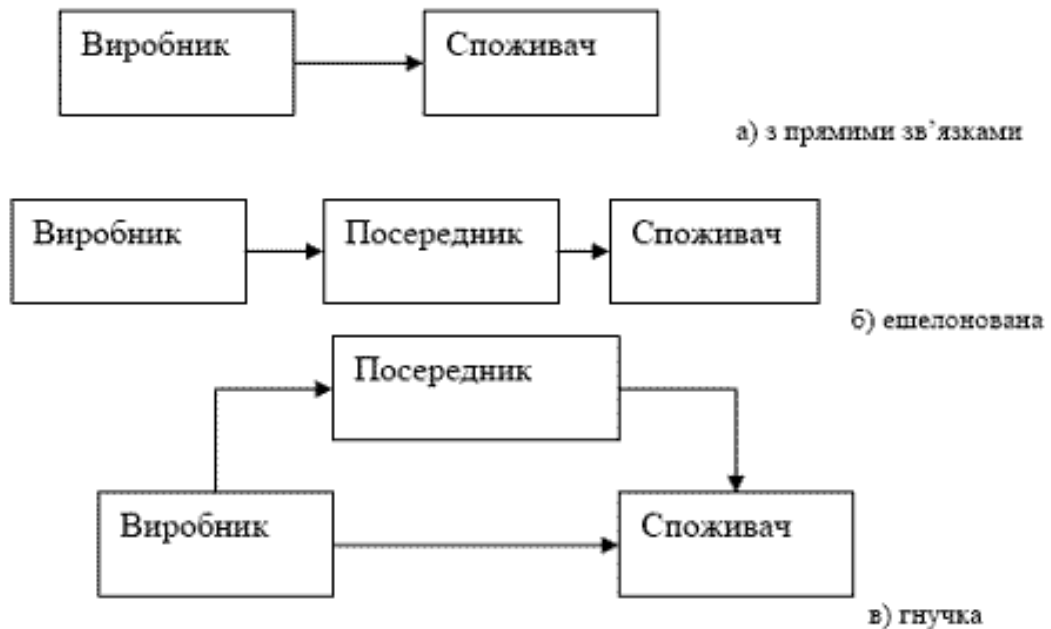 Виробник
Споживач
а) з прямими зв’язками
Виробник
Посередник
Споживач
б) ешелонована
Посередник
Виробник
Споживач
в) гнучка